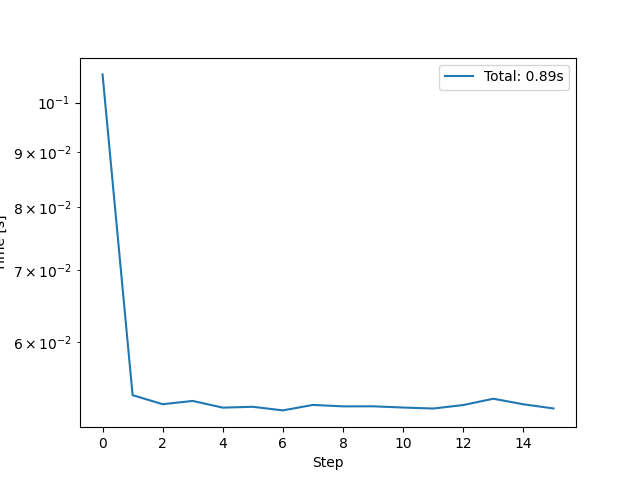 Total: 0.89s
10⁻¹
9 × 10⁻²
8 × 10⁻²
7 × 10⁻²
6 × 10⁻²
[s]
0 2 4 6 8 10 12 14
Step